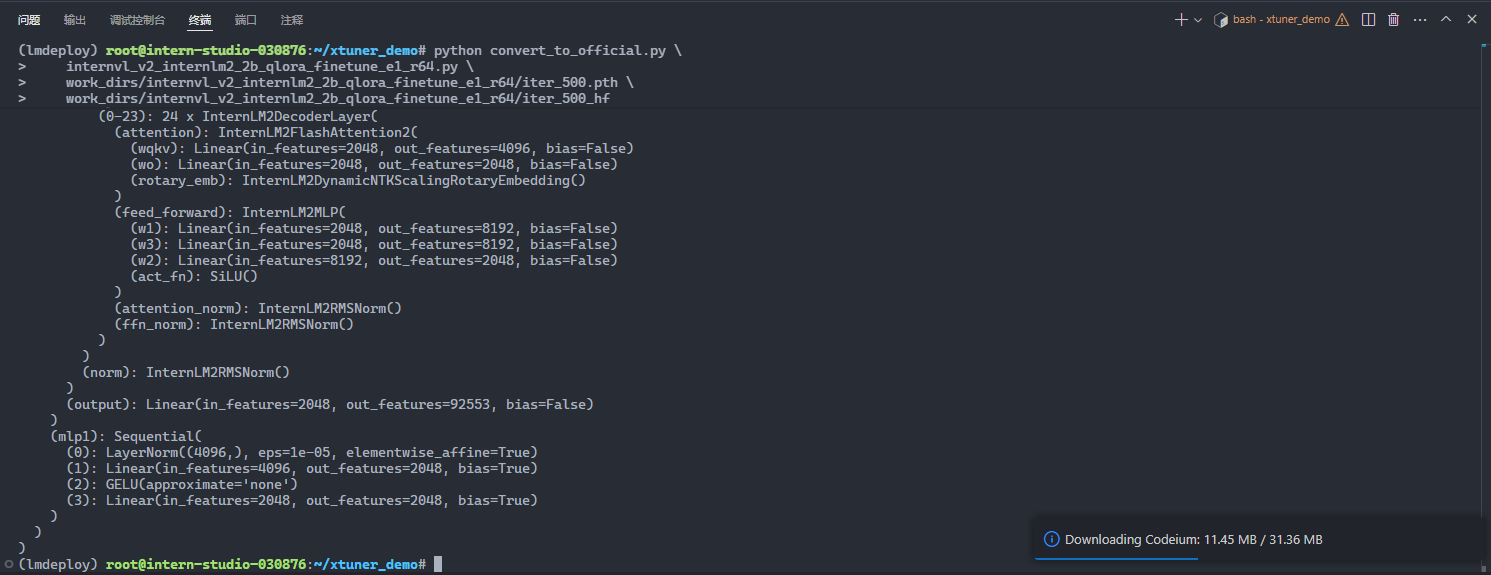 问题 输出 调试控制台 终端 端口 注释 bash - xtuner_demo
(lmdeploy) root@intern-studio-030876:~/xtuner_demo# python convert_to_official.py \
> internvl_v2_internlm2_2b_qlora_finetune_e1_r64.py \
> work_dirs/internvl_v2_internlm2_2b_qlora_finetune_e1_r64/iter_500.pth \
> work_dirs/internvl_v2_internlm2_2b_qlora_finetune_e1_r64/iter_500_hf
(0-23): 24 x InternLM2DecoderLayer(
(attention): InternLM2FlashAttention2(
(wqkv): Linear(in_features=2048, out_features=4096, bias=False)
(wo): Linear(in_features=2048, out_features=2048, bias=False)
(rotary_emb): InternLM2DynamicNTKScalingRotaryEmbedding()
)
(feed_forward): InternLM2MLP(
(w1): Linear(in_features=2048, out_features=8192, bias=False)
(w3): Linear(in_features=2048, out_features=8192, bias=False)
(w2): Linear(in_features=8192, out_features=2048, bias=False)
(act_fn): SiLU()
)
(attention_norm): InternLM2RMSNorm()
(ffn_norm): InternLM2RMSNorm()
)
)
(norm): InternLM2RMSNorm()
)
(output): Linear(in_features=2048, out_features=92553, bias=False)
)
(mlp1): Sequential(
(0): LayerNorm((4096,), eps=1e-05, elementwise_affine=True)
(1): Linear(in_features=4096, out_features=2048, bias=True)
(2): GELU(approximate='none')
(3): Linear(in_features=2048, out_features=2048, bias=True)
)
)
)
(lmdeploy) root@intern-studio-030876:~/xtuner_demo#
Downloading Codeium: 11.45 MB / 31.36 MB